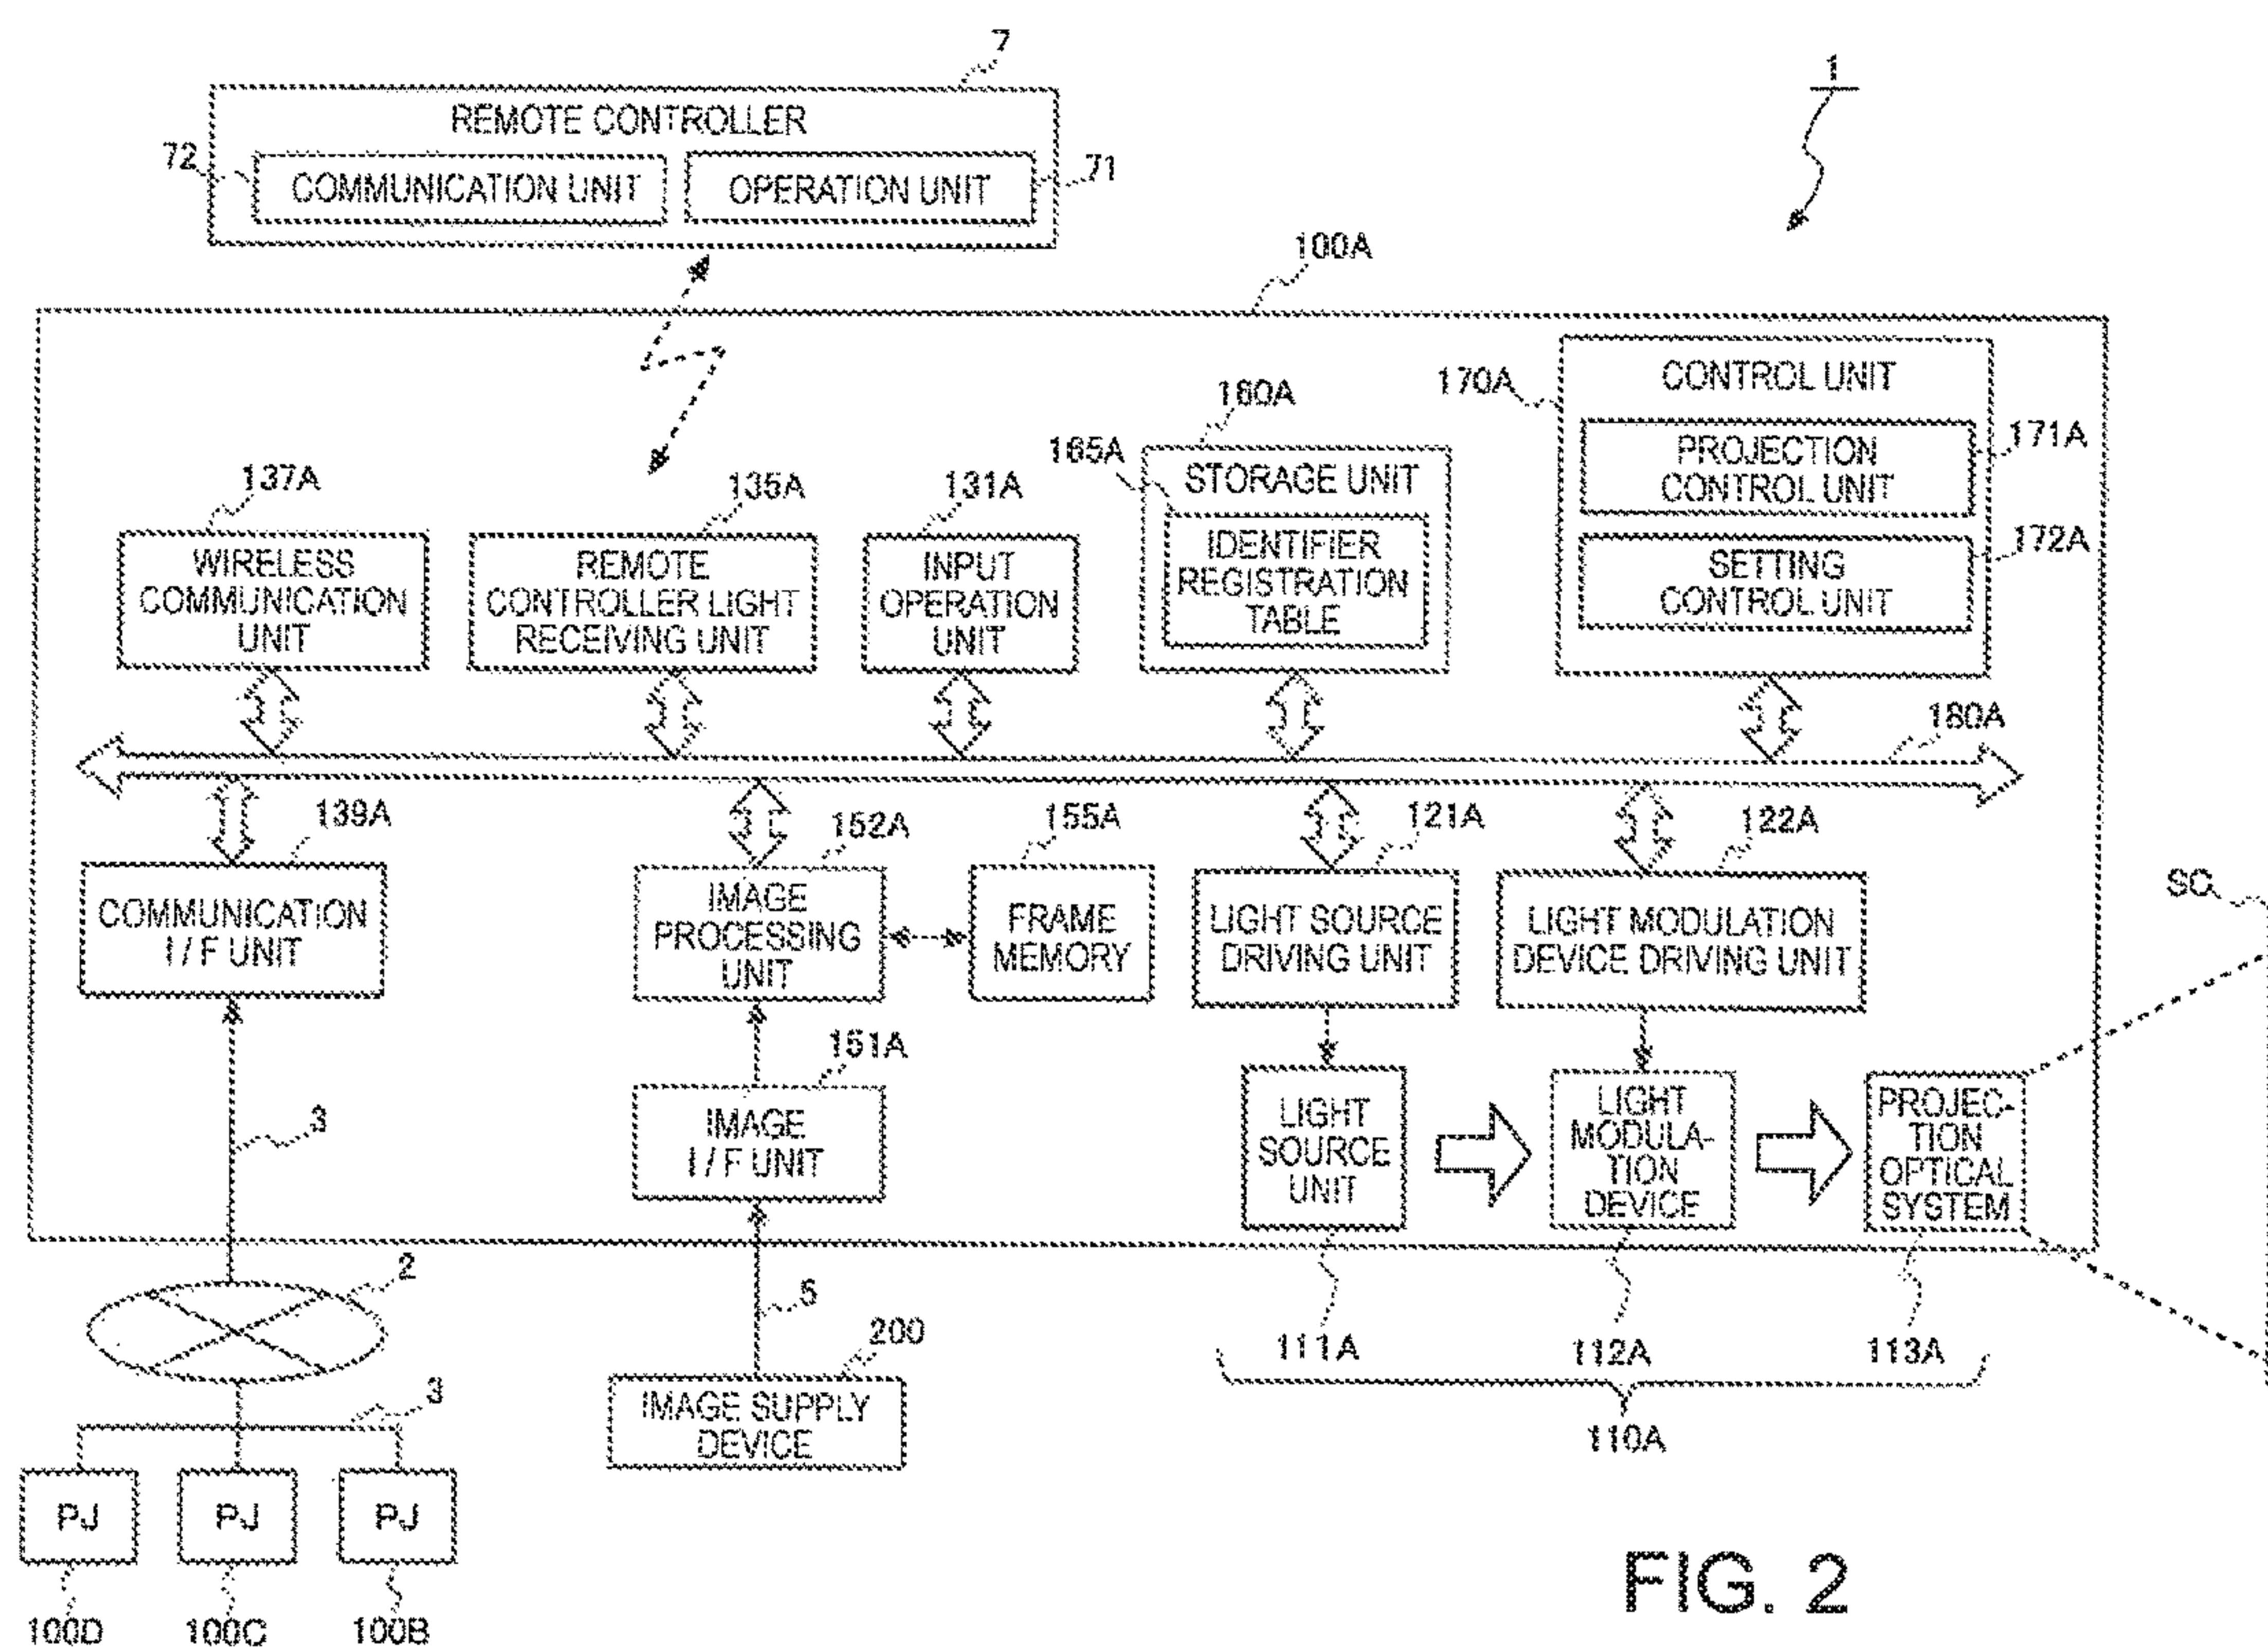 7
1
REMOTE CONTROLLER
72
COMMUNICATION UNIT
OPERATION UNIT
71
100A
170A
CONTROL UNIT
PROJECTION
CONTROL UNIT
171A
SETTING
CONTROL UNIT
172A
160A
165A
STORAGE UNIT
IDENTIFIER
REGISTRATION
TABLE
137A
WIRELESS
COMMUNICATION
UNIT
135A
REMOTE
CONTROLLER LIGHT
RECEIVING UNIT
131A
INPUT
OPERATION
UNIT
180A
139A
COMMUNICATION
I / F UNIT
152A
IMAGE
PROCESSING
UNIT
155A
FRAME
MEMORY
121A
LIGHT SOURCE
DRIVING UNIT
122A
LIGHT MODULATION
DEVICE DRIVING UNIT
SC
151A
IMAGE
I / F UNIT
LIGHT
SOURCE
UNIT
LIGHT
MODULA-
TION
DEVICE
PROJEC-
TION
OPTICAL
SYSTEM
3
2
5
200
IMAGE SUPPLY
DEVICE
111A
112A
113A
110A
3
PJ
PJ
PJ
100D
100C
100B
FIG. 2